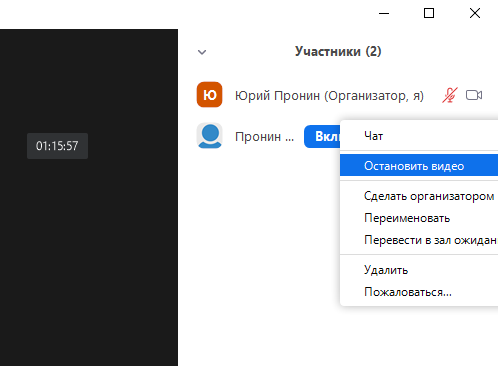 Участники (2)
Ю Юрий Пронин (Организатор, я)
01:15:57
Пронин ...
Чат
Остановить видео
Сделать организатором
Переименовать
Перевести в зал ожидан
Удалить
Пожаловаться...